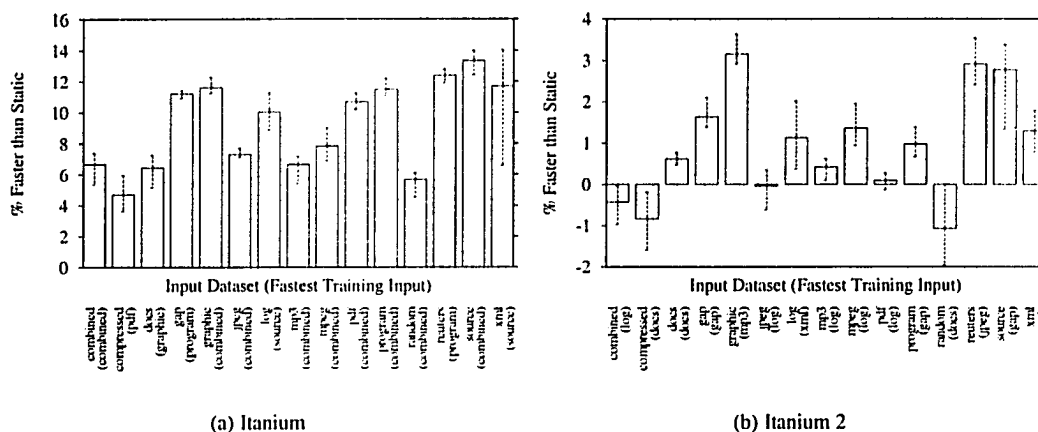 % Faster than Static
16
14
12
10
8
6
4
2
0
Input Dataset (Fastest Training Input)
combined (combined)
compressed (pdf)
docs (graphic)
gap (program)
graphic (combined)
jpeg (combined)
log (source)
mp3 (combined)
mpeg (combined)
pdf (combined)
program (combined)
random (combined)
reuters (program)
source (combined)
xml (source)
(a) Itanium
% Faster than Static
4
3
2
1
0
-1
-2
Input Dataset (Fastest Training Input)
combined (log)
compressed (docs)
docs (docs)
gap (gap)
graphic (mp3)
jpeg (log)
log
mp3 (log)
mpeg (log)
pdf (log)
program (gap)
random (docs)
reuters (jpeg)
source (gap)
xml
(b) Itanium 2